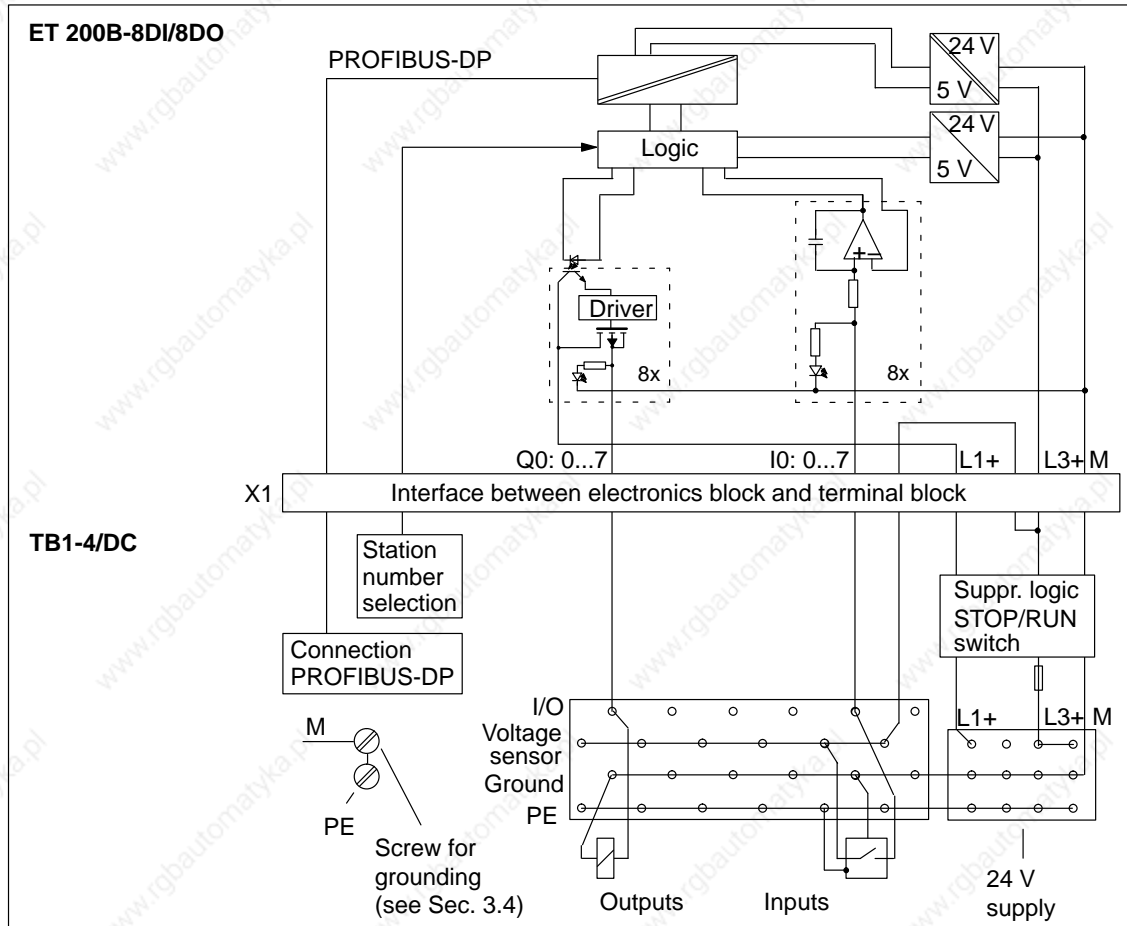 ET 200B-8DI/8DO
PROFIBUS-DP
24 V
5 V
Logic
24 V
5 V
+ −
Driver
8x
8x
Q0: 0...7
I0: 0...7
L1+
L3+ M
X1
Interface between electronics block and terminal block
TB1-4/DC
Station
number
selection
Connection
PROFIBUS-DP
Suppr. logic
STOP/RUN
switch
I/O
Voltage
sensor
Ground
PE
L1+
L3+ M
M
PE
Screw for
grounding
(see Sec. 3.4)
Outputs
Inputs
24 V
supply
www.rgbautomatyka.pl